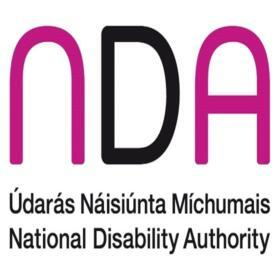 NDA
Údarás Náisiúnta Míchumais
National Disability Authority